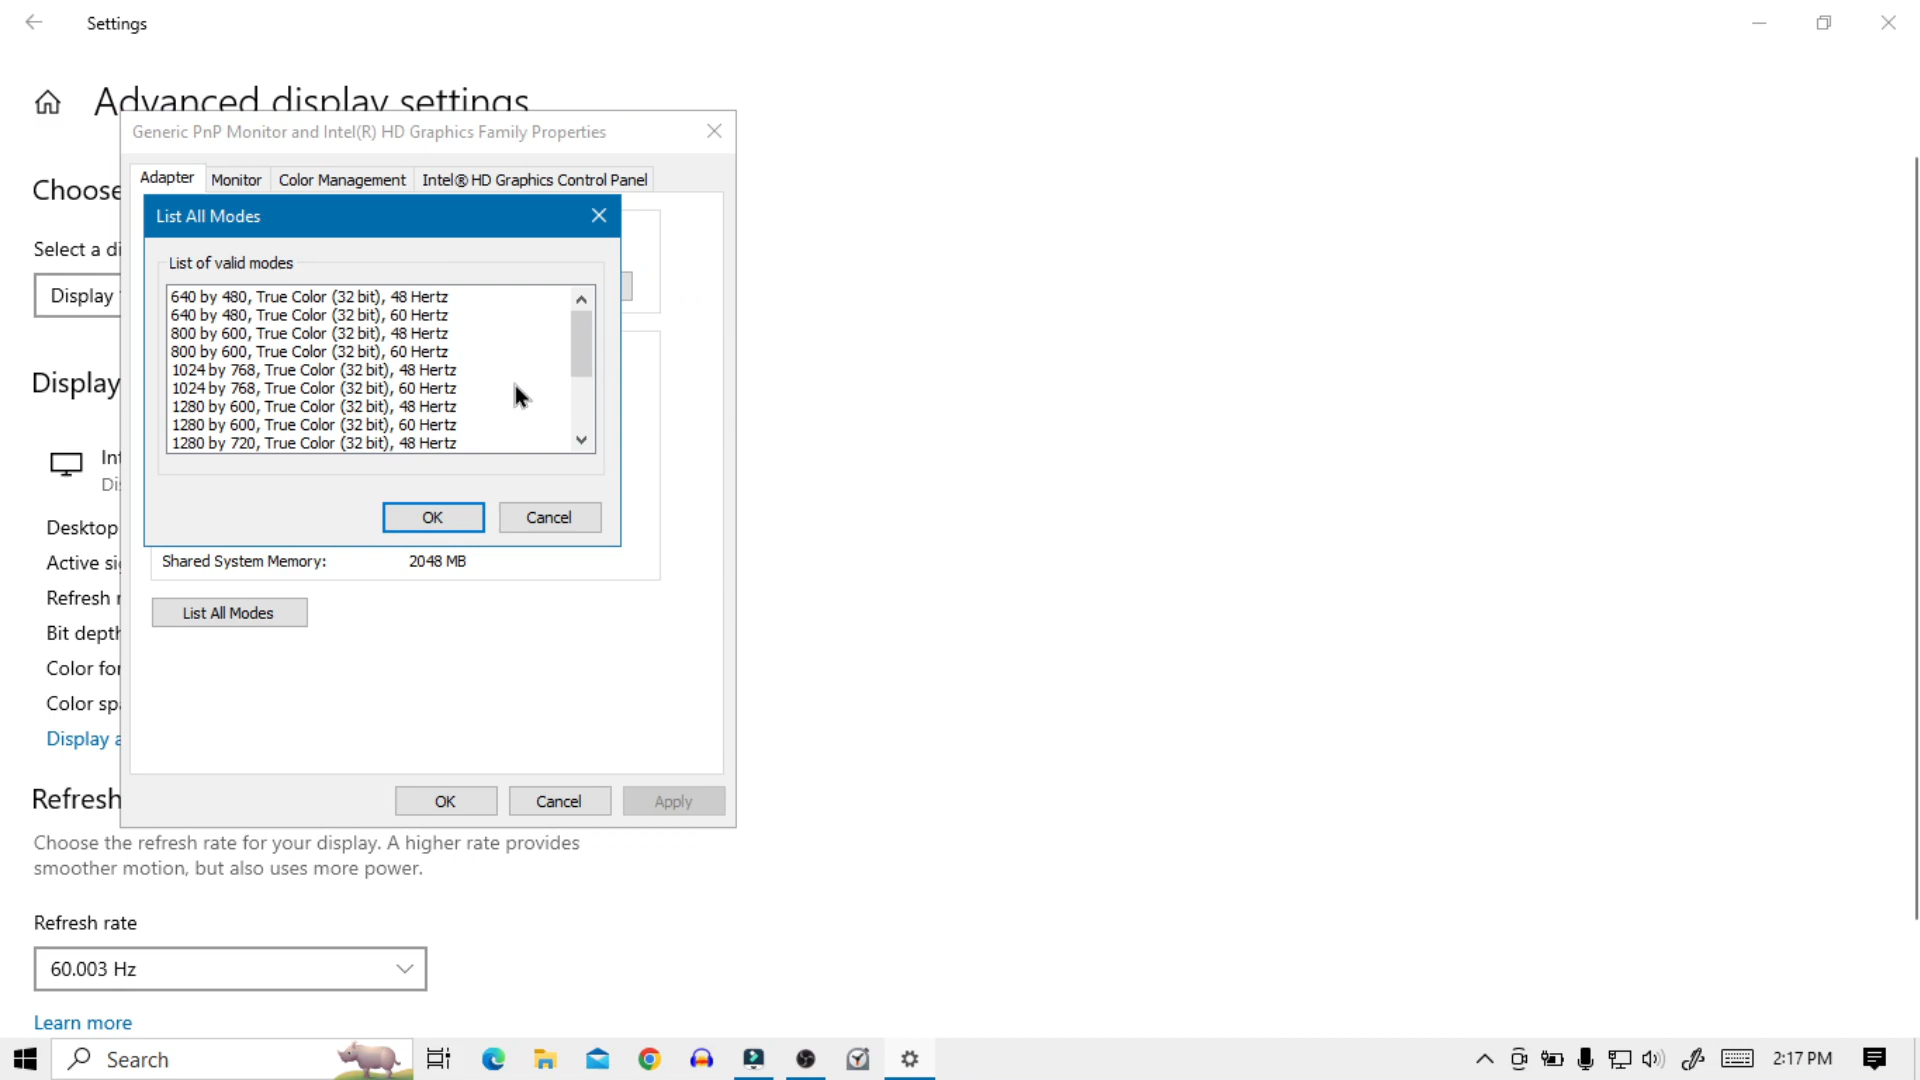 Settings
Advanced display settings
Generic PnP Monitor and Intel(R) HD Graphics Family Properties
Adapter
Monitor
Color Management
Intel® HD Graphics Control Panel
Choose
List All Modes
Select a di
List of valid modes
Display
640 by 480, True Color (32 bit), 48 Hertz
640 by 480, True Color (32 bit), 60 Hertz
800 by 600, True Color (32 bit), 48 Hertz
800 by 600, True Color (32 bit), 60 Hertz
1024 by 768, True Color (32 bit), 48 Hertz
1024 by 768, True Color (32 bit), 60 Hertz
1280 by 600, True Color (32 bit), 48 Hertz
1280 by 600, True Color (32 bit), 60 Hertz
1280 by 720, True Color (32 bit), 48 Hertz
Display
Int
Di
OK
Cancel
Desktop
Active si
Shared System Memory: 2048 MB
Refresh r
List All Modes
Bit depth
Color for
Color spa
Display a
OK
Cancel
Apply
Refresh
Choose the refresh rate for your display. A higher rate provides
smoother motion, but also uses more power.
Refresh rate
60.003 Hz
Learn more
Search
2:17 PM